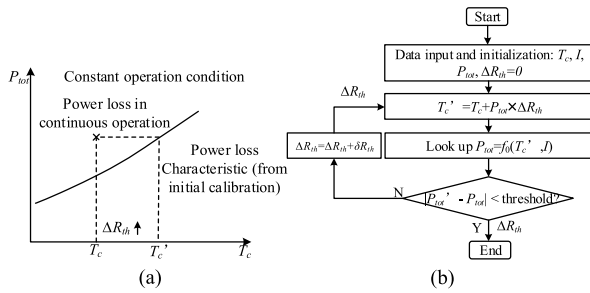 P_tot
Constant operation condition
Power loss in
continuous operation
Power loss
Characteristic (from
initial calibration)
ΔR_th ↑
T_c
T_c'
T_c
(a)
Start
Data input and initialization: T_c, I,
P_tot, ΔR_th=0
ΔR_th
T_c'=T_c+P_tot×ΔR_th
ΔR_th=ΔR_th+δR_th
Look up P_tot=f_0(T_c',I)
N
|P_tot' - P_tot| < threshold?
Y
ΔR_th
End
(b)